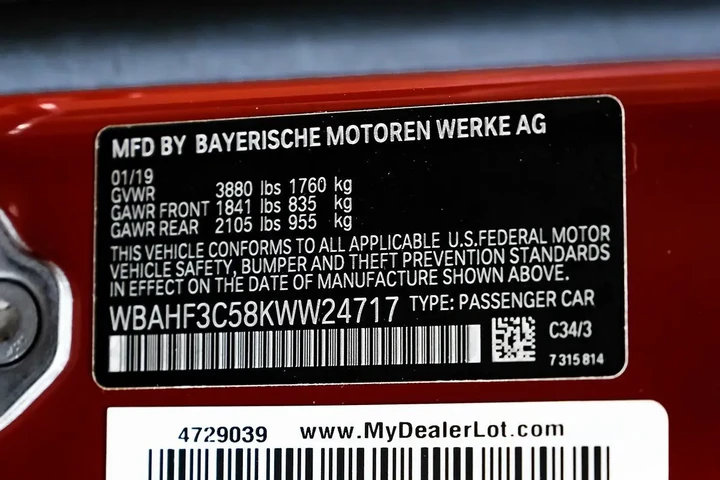 MFD BY BAYERISCHE MOTOREN WERKE AG
01/19
GVWR 3880 lbs 1760 kg
GAWR FRONT 1841 lbs 835 kg
GAWR REAR 2105 lbs 955 kg
THIS VEHICLE CONFORMS TO ALL APPLICABLE U.S.FEDERAL MOTOR
VEHICLE SAFETY, BUMPER AND THEFT PREVENTION STANDARDS
IN EFFECT ON THE DATE OF MANUFACTURE SHOWN ABOVE.
WBAHF3C58KWW24717 TYPE: PASSENGER CAR
C34/3
7 315 814
4729039 www.MyDealerLot.com